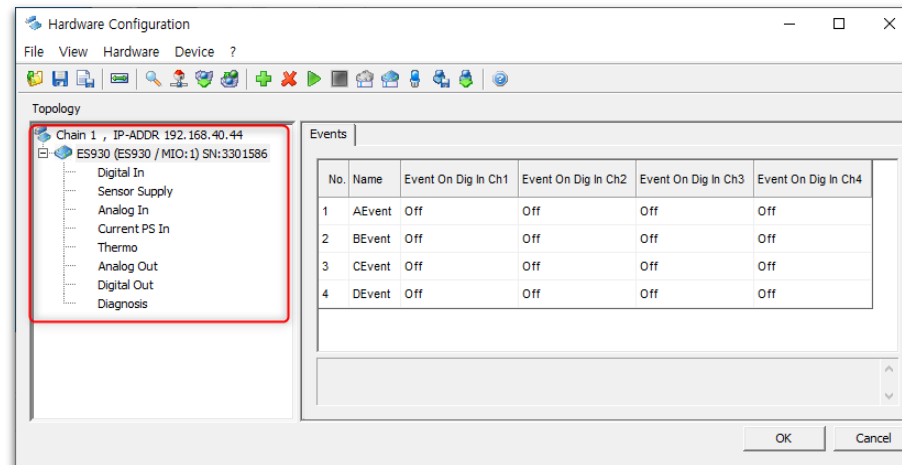 Hardware Configuration
File View Hardware Device ?
Topology
Chain 1 , IP-ADDR 192.168.40.44
ES930 (ES930 / MIO:1) SN:3301586
Digital In
Sensor Supply
Analog In
Current PS In
Thermo
Analog Out
Digital Out
Diagnosis
Events
No. Name Event On Dig In Ch1 Event On Dig In Ch2 Event On Dig In Ch3 Event On Dig In Ch4
1 AEvent Off Off Off Off
2 BEvent Off Off Off Off
3 CEvent Off Off Off Off
4 DEvent Off Off Off Off
OK Cancel